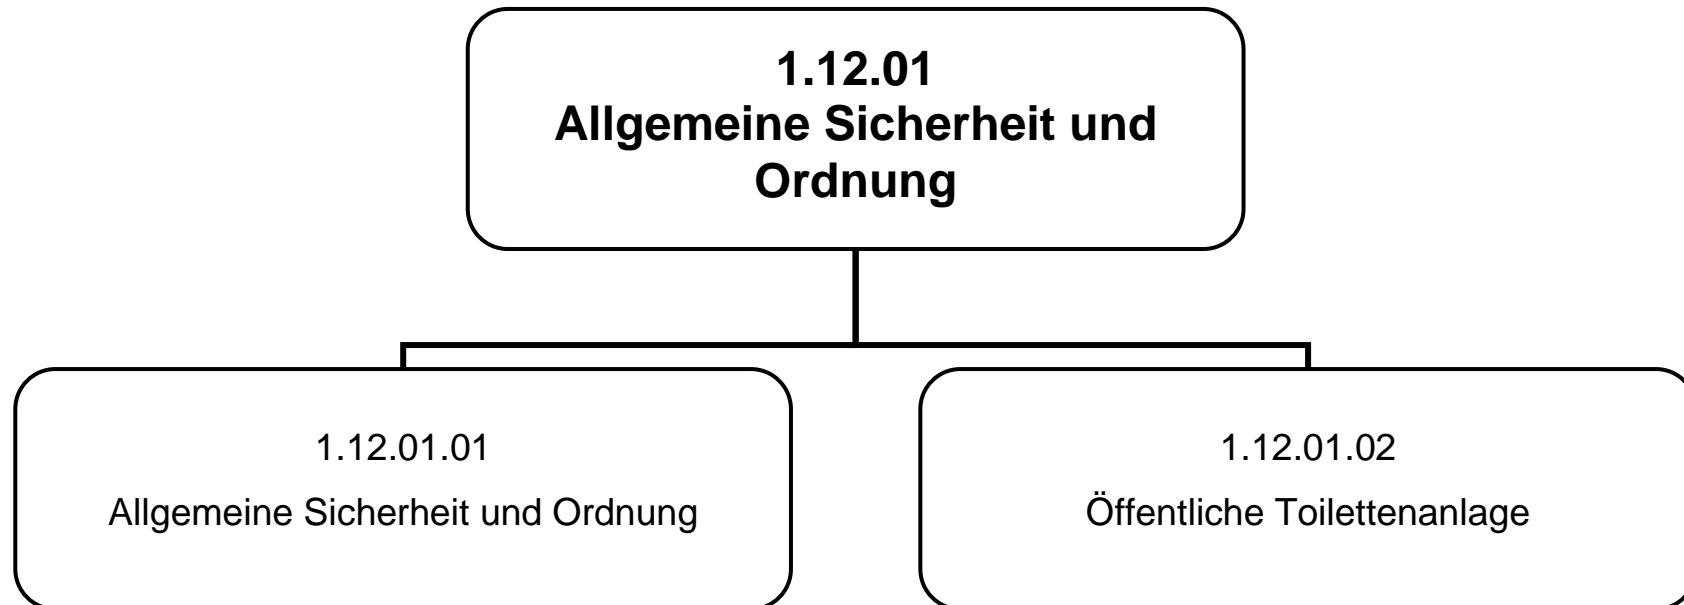 1.12.01
Allgemeine Sicherheit und
Ordnung
1.12.01.01
Allgemeine Sicherheit und Ordnung
1.12.01.02
Öffentliche Toilettenanlage